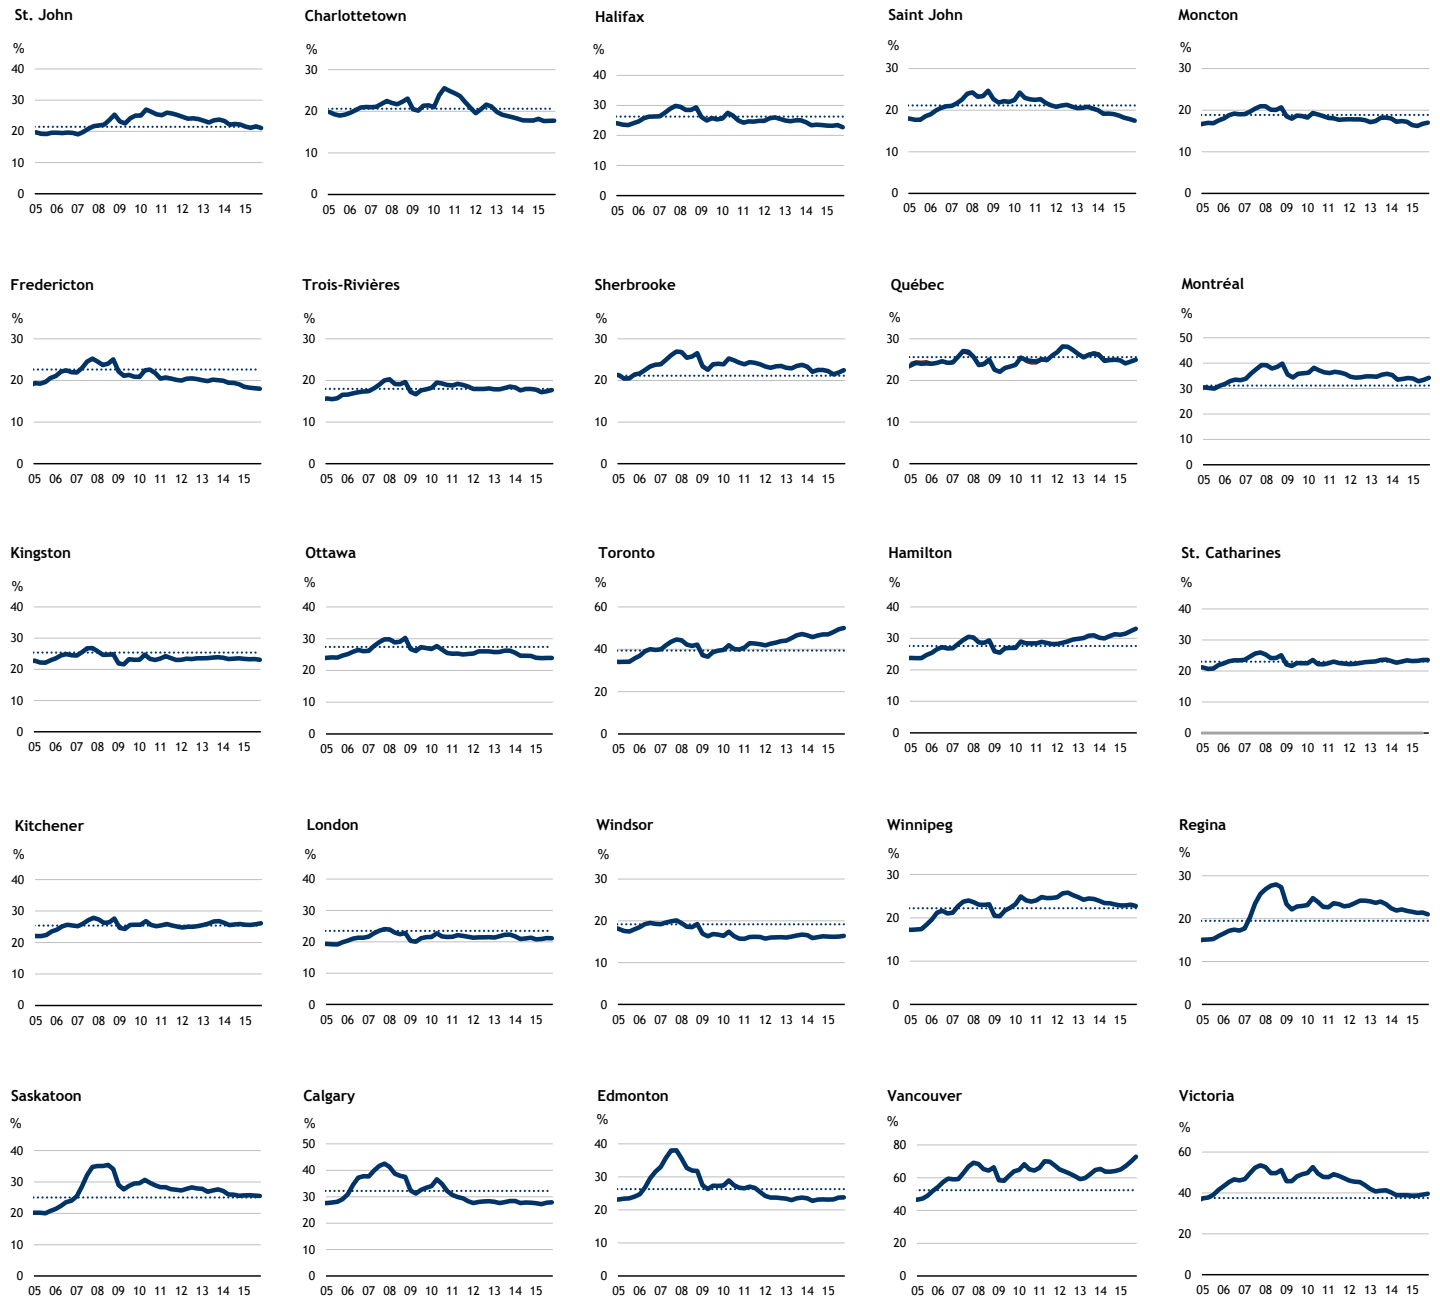 St. John
%
40
30
20
10
0
05 06 07 08 09 10 11 12 13 14 15
Charlottetown
%
30
20
10
0
05 06 07 08 09 10 11 12 13 14 15
Halifax
%
40
30
20
10
0
05 06 07 08 09 10 11 12 13 14 15
Saint John
%
30
20
10
0
05 06 07 08 09 10 11 12 13 14 15
Moncton
%
30
20
10
0
05 06 07 08 09 10 11 12 13 14 15
Fredericton
%
30
20
10
0
05 06 07 08 09 10 11 12 13 14 15
Trois-Rivières
%
30
20
10
0
05 06 07 08 09 10 11 12 13 14 15
Sherbrooke
%
30
20
10
0
05 06 07 08 09 10 11 12 13 14 15
Québec
%
30
20
10
0
05 06 07 08 09 10 11 12 13 14 15
Montréal
%
50
40
30
20
10
0
05 06 07 08 09 10 11 12 13 14 15
Kingston
%
40
30
20
10
0
05 06 07 08 09 10 11 12 13 14 15
Ottawa
%
40
30
20
10
0
05 06 07 08 09 10 11 12 13 14 15
Toronto
%
60
40
20
0
05 06 07 08 09 10 11 12 13 14 15
Hamilton
%
40
30
20
10
0
05 06 07 08 09 10 11 12 13 14 15
St. Catharines
%
40
30
20
10
0
05 06 07 08 09 10 11 12 13 14 15
Kitchener
%
40
30
20
10
0
05 06 07 08 09 10 11 12 13 14 15
London
%
40
30
20
10
0
05 06 07 08 09 10 11 12 13 14 15
Windsor
%
30
20
10
0
05 06 07 08 09 10 11 12 13 14 15
Winnipeg
%
30
20
10
0
05 06 07 08 09 10 11 12 13 14 15
Regina
%
30
20
10
0
05 06 07 08 09 10 11 12 13 14 15
Saskatoon
%
40
30
20
10
0
05 06 07 08 09 10 11 12 13 14 15
Calgary
%
50
40
30
20
10
0
05 06 07 08 09 10 11 12 13 14 15
Edmonton
%
40
30
20
10
0
05 06 07 08 09 10 11 12 13 14 15
Vancouver
%
80
60
40
20
0
05 06 07 08 09 10 11 12 13 14 15
Victoria
%
60
40
20
0
05 06 07 08 09 10 11 12 13 14 15